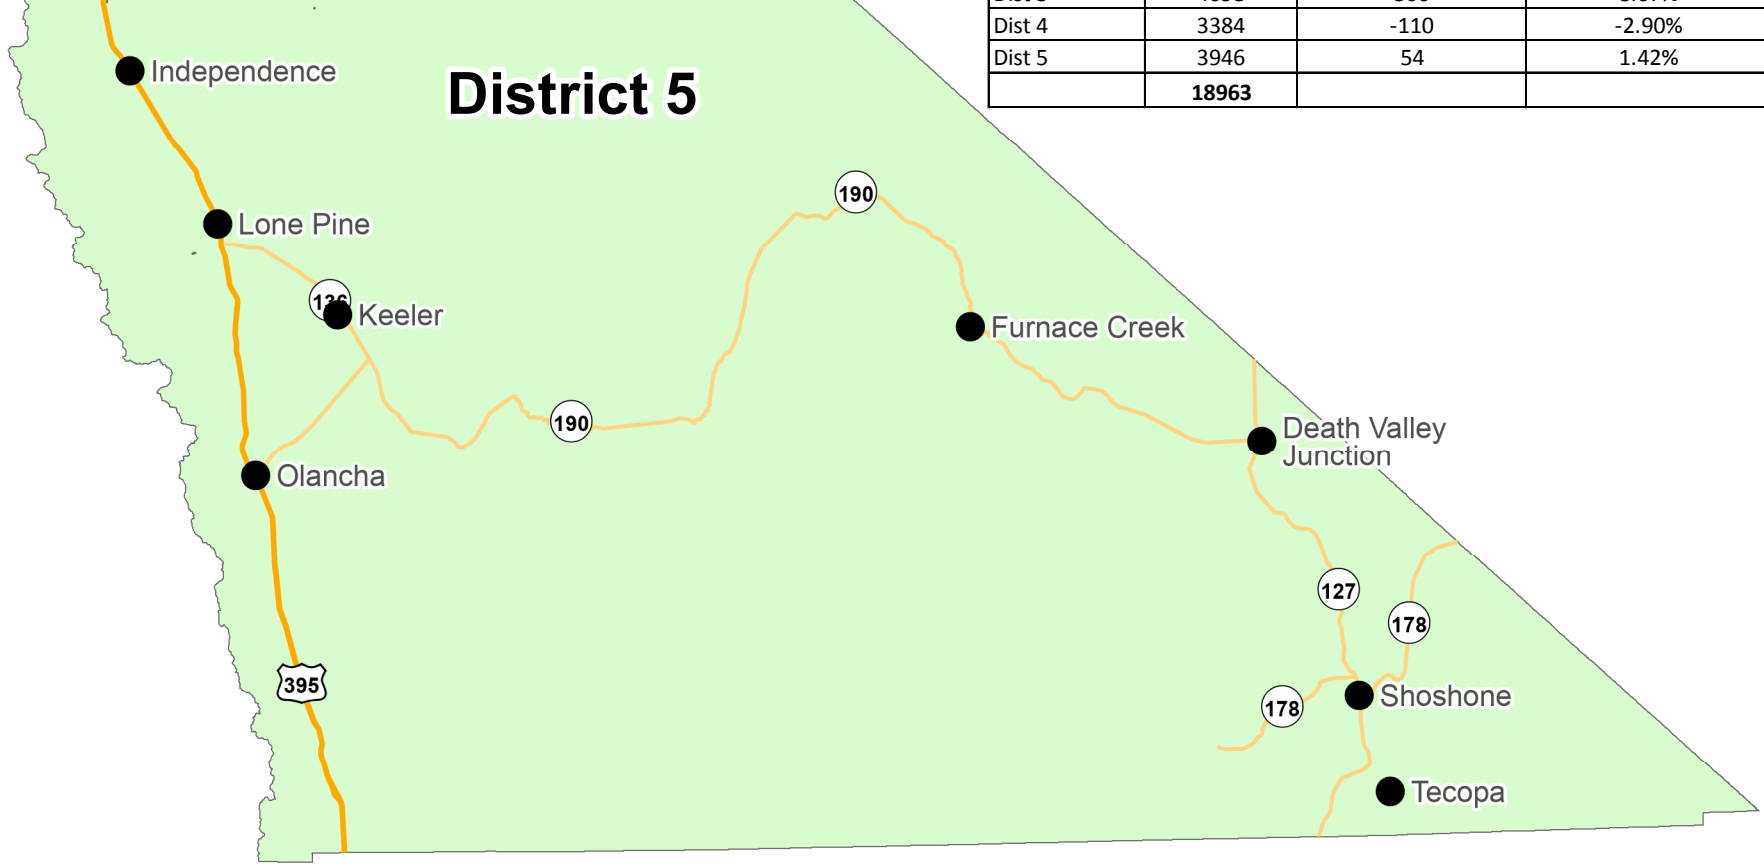 Dist 4 3384 -110 -2.90%
Dist 5 3946 54 1.42%
18963
Independence
District 5
190
Lone Pine
136
Keeler
Furnace Creek
190
Death Valley
Junction
Olancha
127
178
395
Shoshone
178
Tecopa